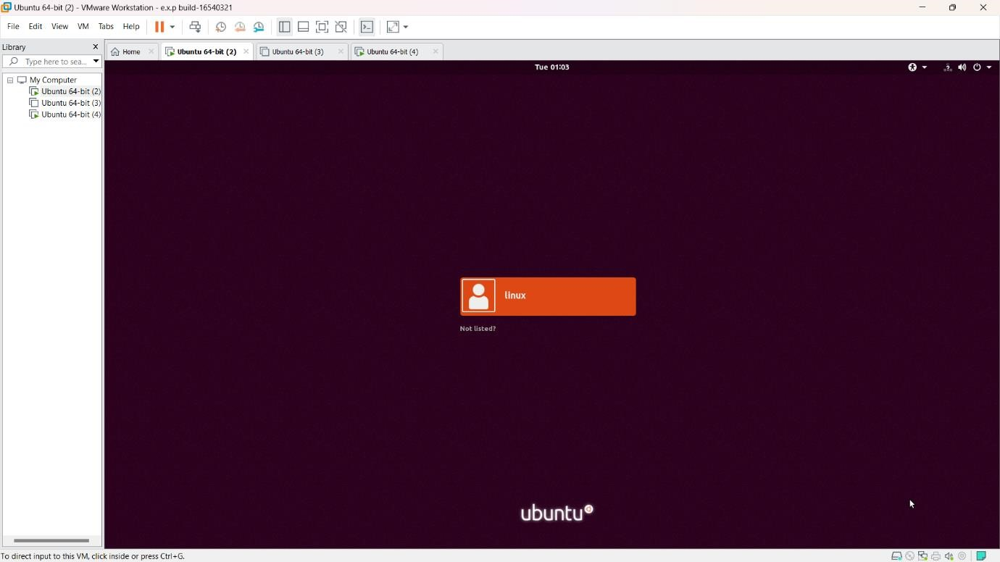 Ubuntu 64-bit (2) - VMware Workstation - e.x.p build-16540321
File Edit View VM Tabs Help
Library
Home
Ubuntu 64-bit (2)
Ubuntu 64-bit (3)
Ubuntu 64-bit (4)
Type here to sea...
My Computer
Ubuntu 64-bit (2)
Ubuntu 64-bit (3)
Ubuntu 64-bit (4)
Tue 01:03
linux
Not listed?
ubuntu
To direct input to this VM, click inside or press Ctrl+G.